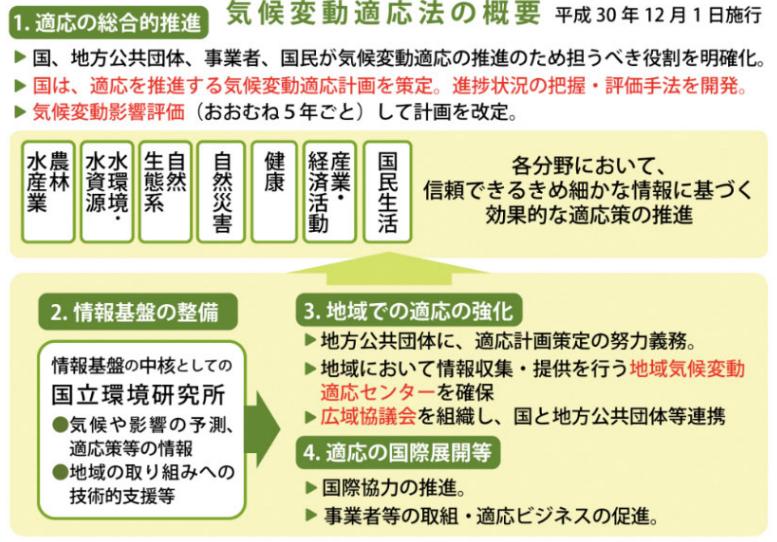 気候変動適応法の概要 平成30年12月1日施行
1. 適応の総合的推進
▶国、地方公共団体、事業者、国民が気候変動適応の推進のため担うべき役割を明確化。
▶国は、適応を推進する気候変動適応計画を策定。進捗状況の把握・評価手法を開発。
▶気候変動影響評価（おおむね5年ごと）して計画を改定。
農林
水産業
水環境・
水資源
自然
生態系
自然災害
健康
産業・
経済活動
国民生活
各分野において、
信頼できるきめ細かな情報に基づく
効果的な適応策の推進
2. 情報基盤の整備
情報基盤の中核としての
国立環境研究所
●気候や影響の予測、
適応策等の情報
●地域の取り組みへの
技術的支援等
3. 地域での適応の強化
▶地方公共団体に、適応計画策定の努力義務。
▶地域において情報収集・提供を行う地域気候変動
適応センターを確保
▶広域協議会を組織し、国と地方公共団体等連携
4. 適応の国際展開等
▶国際協力の推進。
▶事業者等の取組・適応ビジネスの促進。